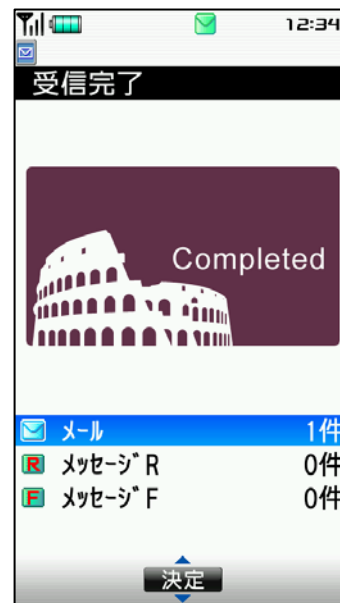 12:34
受信完了
Completed
メール 1件
R メッセージR 0件
F メッセージF 0件
決定